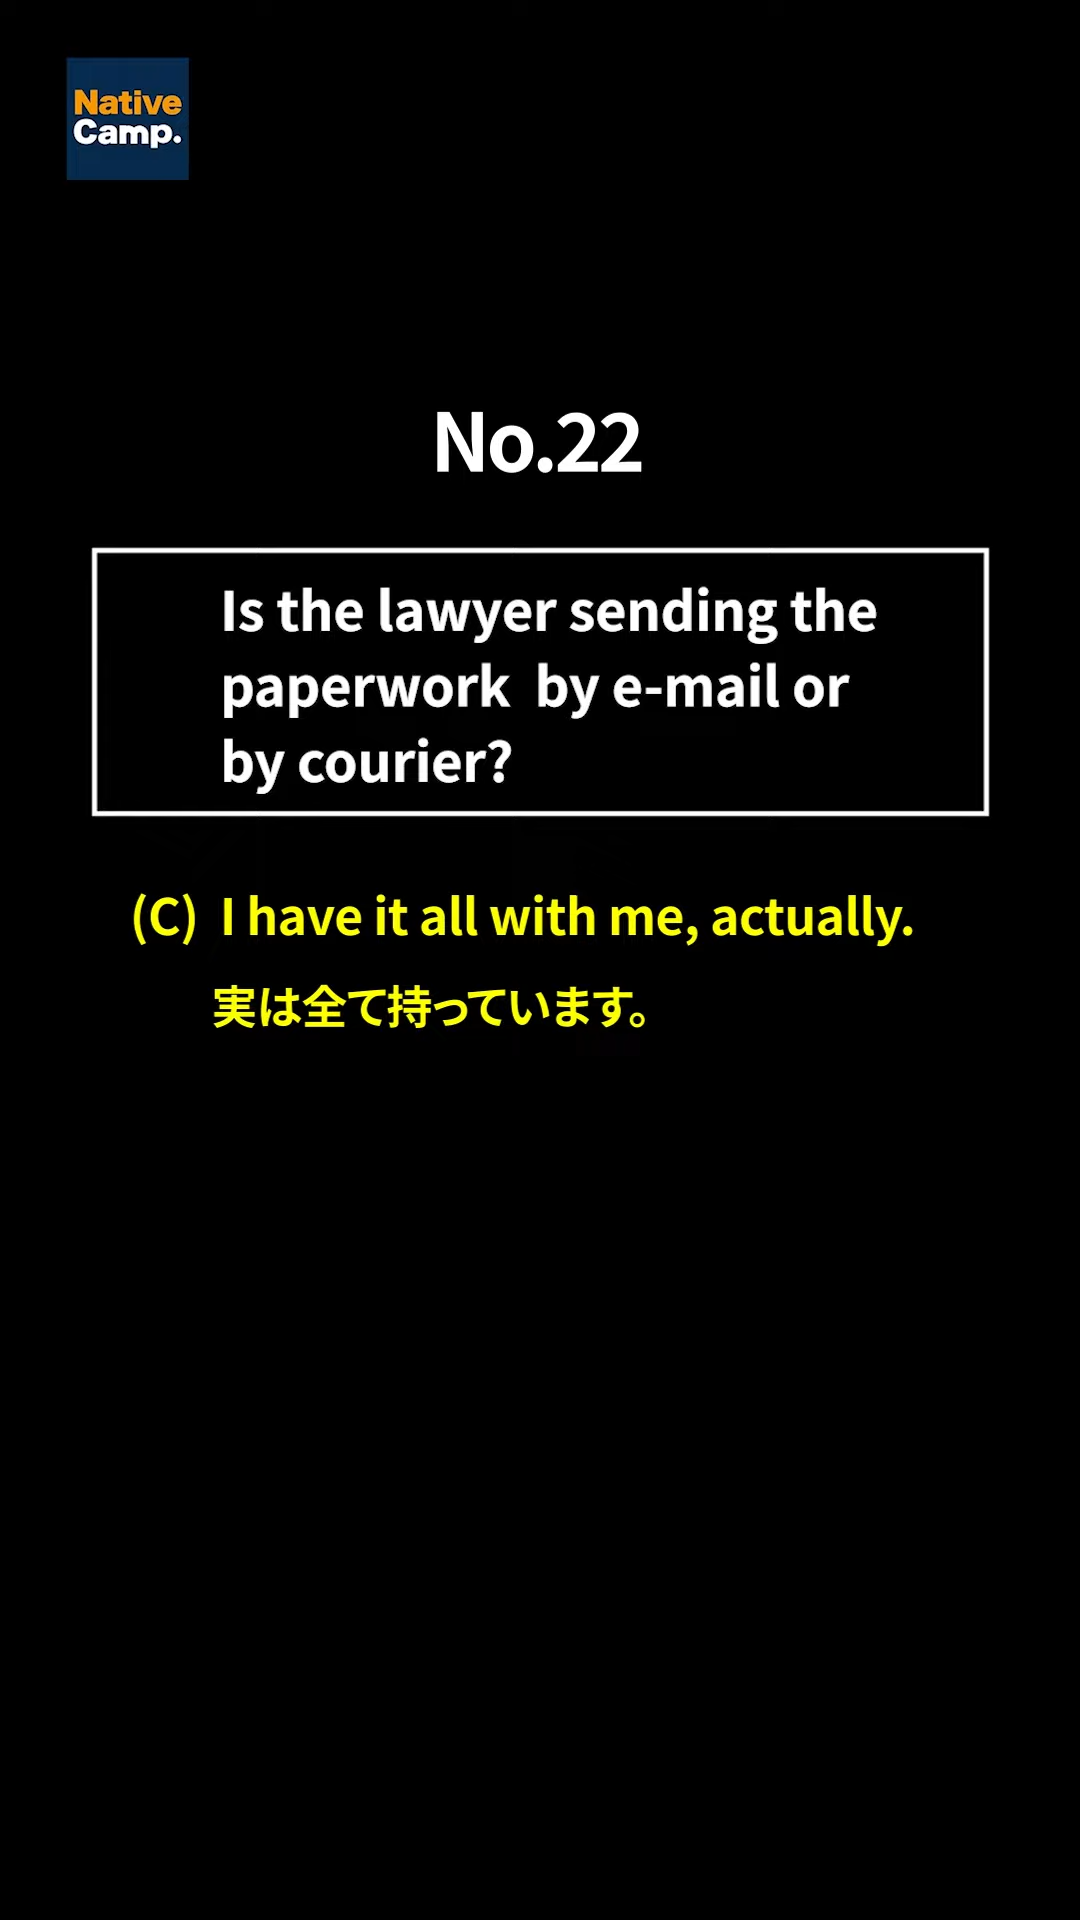 Native
Camp.
No.22
Is the lawyer sending the
paperwork by e-mail or
by courier?
(C) I have it all with me, actually.
実は全て持っています。